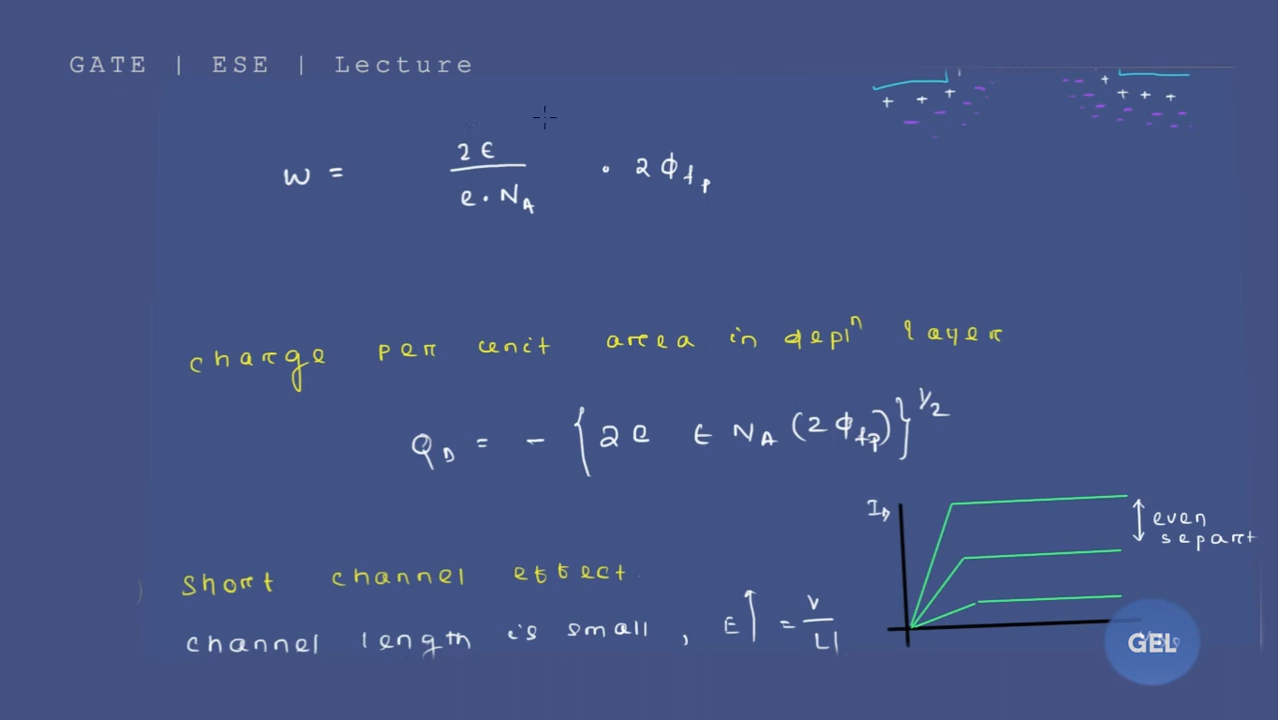 GATE | ESE | Lecture
w = 2ϵ / e·N_A · 2ϕ_fp
charge per unit area in deplⁿ layer
Q_D = - {2e ϵ N_A (2ϕ_fp)}^1/2
I_D
even
separt
short channel effect
channel length is small, E↑ = V / L↓
GEL